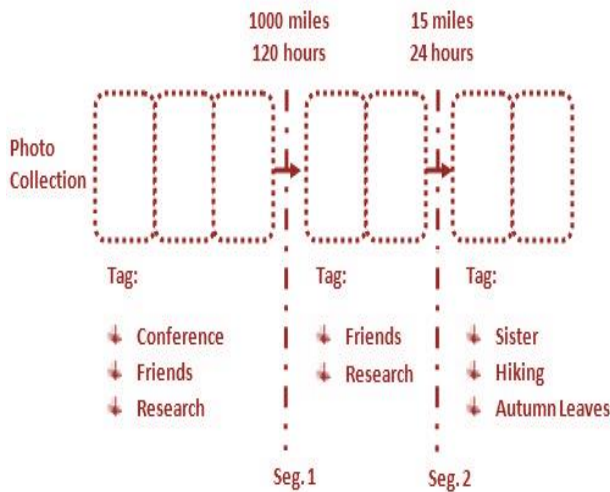 1000 miles
120 hours
15 miles
24 hours
Photo
Collection
Tag:
Conference
Friends
Research
Tag:
Friends
Research
Tag:
Sister
Hiking
Autumn Leaves
Seg. 1
Seg. 2